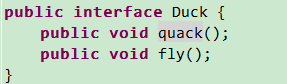 public interface Duck {
    public void quack();
    public void fly();
}